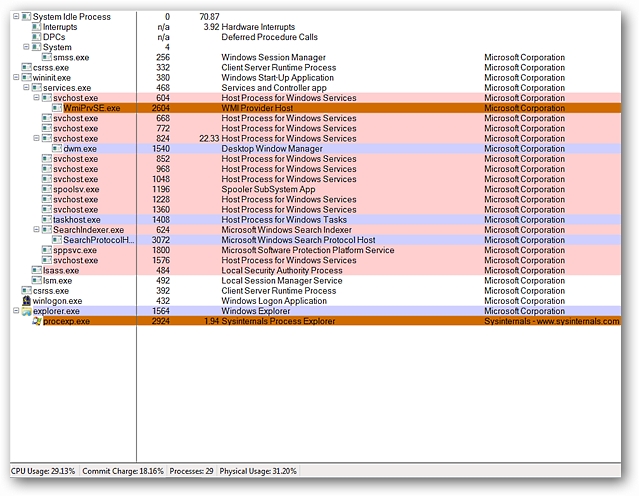 System Idle Process 0 70.87
Interrupts n/a 3.92 Hardware Interrupts
DPCs n/a Deferred Procedure Calls
System 4
smss.exe 256 Windows Session Manager Microsoft Corporation
csrss.exe 332 Client Server Runtime Process Microsoft Corporation
wininit.exe 380 Windows Start-Up Application Microsoft Corporation
services.exe 468 Services and Controller app Microsoft Corporation
svchost.exe 604 Host Process for Windows Services Microsoft Corporation
WmiPrvSE.exe 2604 WMI Provider Host Microsoft Corporation
svchost.exe 668 Host Process for Windows Services Microsoft Corporation
svchost.exe 772 Host Process for Windows Services Microsoft Corporation
svchost.exe 824 22.33 Host Process for Windows Services Microsoft Corporation
dwm.exe 1540 Desktop Window Manager Microsoft Corporation
svchost.exe 852 Host Process for Windows Services Microsoft Corporation
svchost.exe 968 Host Process for Windows Services Microsoft Corporation
svchost.exe 1048 Host Process for Windows Services Microsoft Corporation
spoolsv.exe 1196 Spooler SubSystem App Microsoft Corporation
svchost.exe 1228 Host Process for Windows Services Microsoft Corporation
svchost.exe 1360 Host Process for Windows Services Microsoft Corporation
taskhost.exe 1408 Host Process for Windows Tasks Microsoft Corporation
SearchIndexer.exe 624 Microsoft Windows Search Indexer Microsoft Corporation
SearchProtocolH... 3072 Microsoft Windows Search Protocol Host Microsoft Corporation
sppsvc.exe 1800 Microsoft Software Protection Platform Service Microsoft Corporation
svchost.exe 1576 Host Process for Windows Services Microsoft Corporation
lsass.exe 484 Local Security Authority Process Microsoft Corporation
lsm.exe 492 Local Session Manager Service Microsoft Corporation
csrss.exe 392 Client Server Runtime Process Microsoft Corporation
winlogon.exe 432 Windows Logon Application Microsoft Corporation
explorer.exe 1564 Windows Explorer Microsoft Corporation
procexp.exe 2924 1.94 Sysinternals Process Explorer Sysinternals - www.sysinternals.com
CPU Usage: 29.13% Commit Charge: 18.16% Processes: 29 Physical Usage: 31.20%